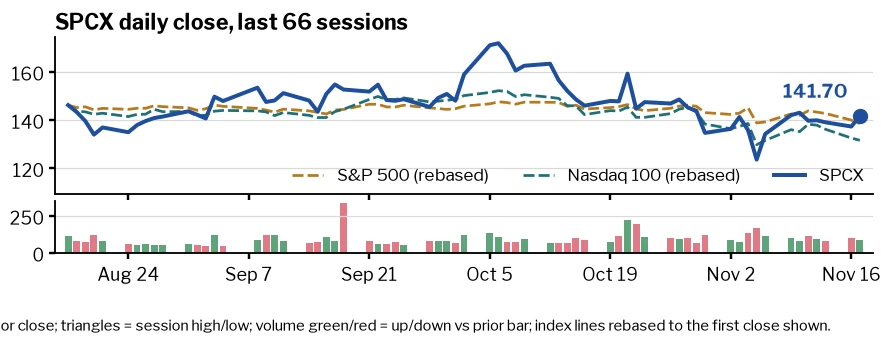 SPCX daily close, last 66 sessions
160
140
120
141.70
S&P 500 (rebased)
Nasdaq 100 (rebased)
SPCX
250
0
Aug 24
Sep 7
Sep 21
Oct 5
Oct 19
Nov 2
Nov 16
or close; triangles = session high/low; volume green/red = up/down vs prior bar; index lines rebased to the first close shown.